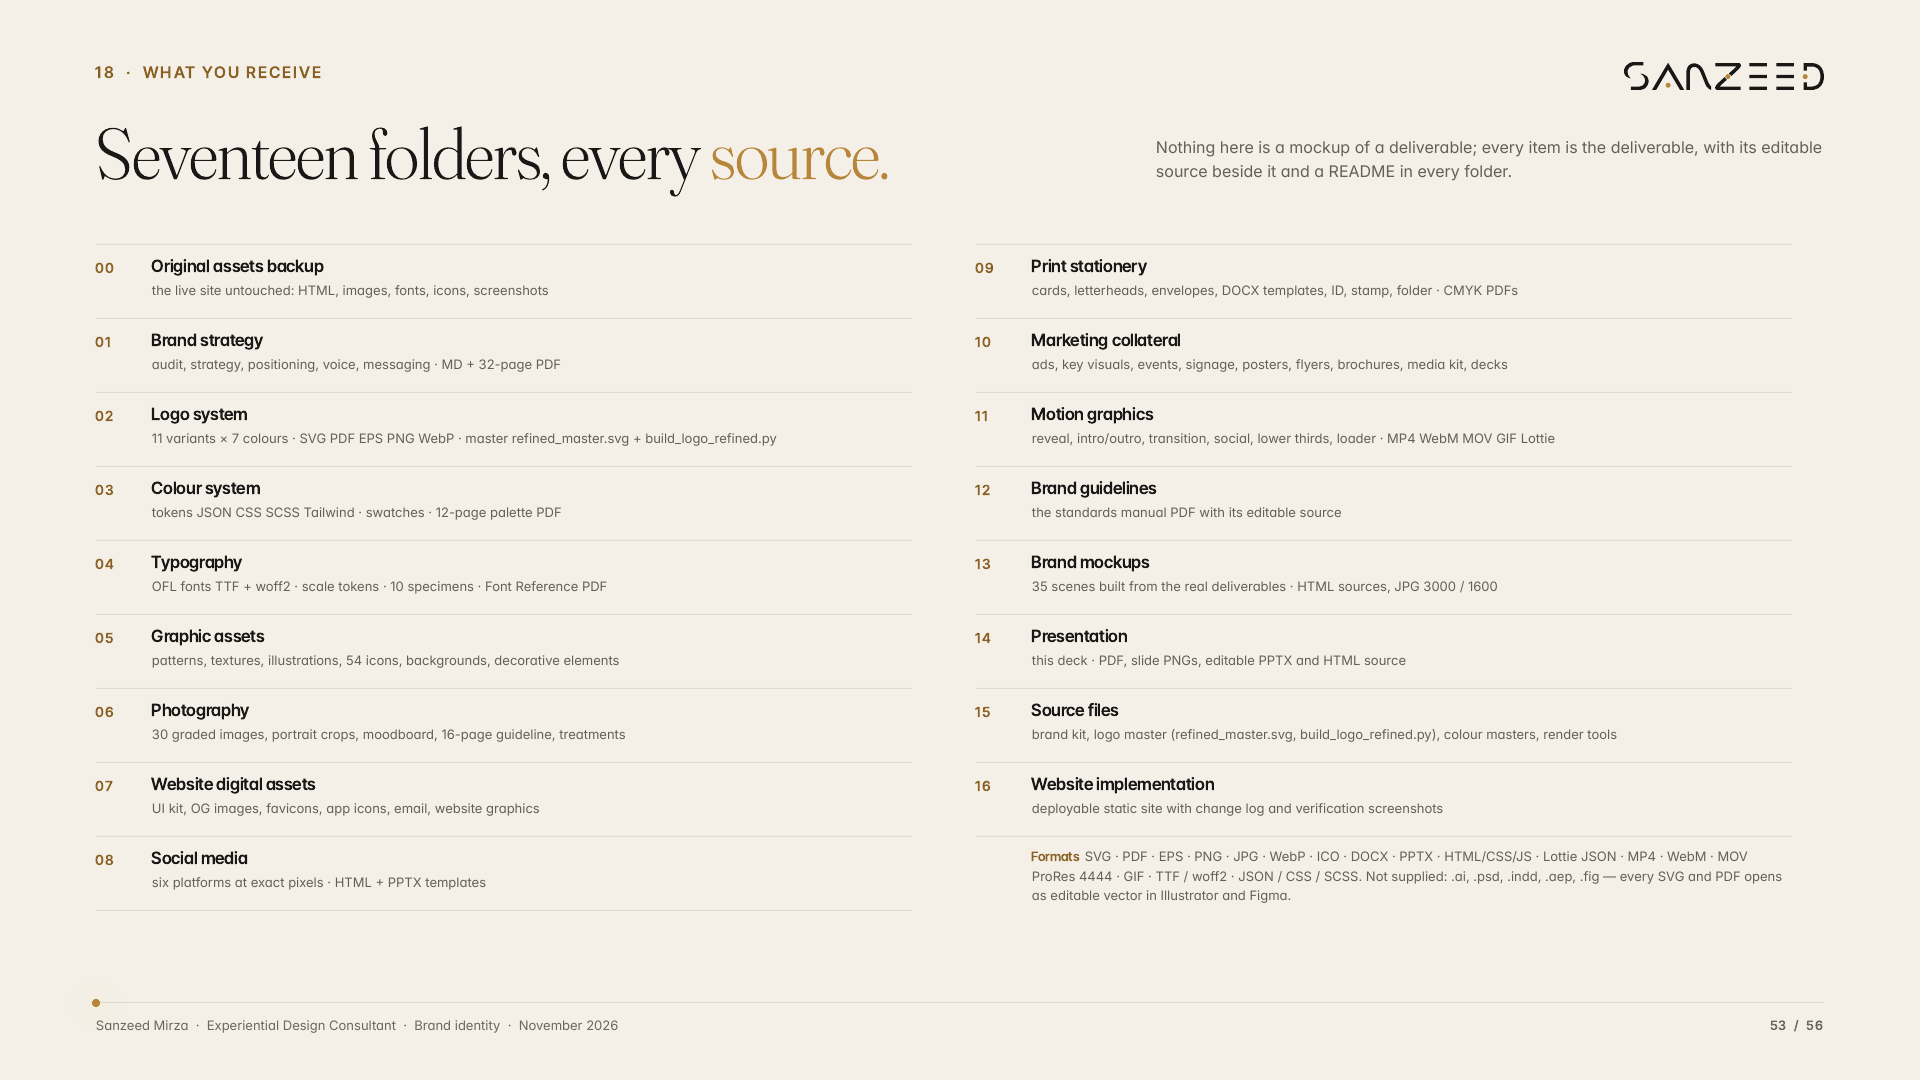 18 · WHAT YOU RECEIVE
SANZEED
Seventeen folders, every source.
Nothing here is a mockup of a deliverable; every item is the deliverable, with its editable
source beside it and a README in every folder.
00 Original assets backup
the live site untouched: HTML, images, fonts, icons, screenshots
01 Brand strategy
audit, strategy, positioning, voice, messaging · MD + 32-page PDF
02 Logo system
11 variants × 7 colours · SVG PDF EPS PNG WebP · master refined_master.svg + build_logo_refined.py
03 Colour system
tokens JSON CSS SCSS Tailwind · swatches · 12-page palette PDF
04 Typography
OFL fonts TTF + woff2 · scale tokens · 10 specimens · Font Reference PDF
05 Graphic assets
patterns, textures, illustrations, 54 icons, backgrounds, decorative elements
06 Photography
30 graded images, portrait crops, moodboard, 16-page guideline, treatments
07 Website digital assets
UI kit, OG images, favicons, app icons, email, website graphics
08 Social media
six platforms at exact pixels · HTML + PPTX templates
09 Print stationery
cards, letterheads, envelopes, DOCX templates, ID, stamp, folder · CMYK PDFs
10 Marketing collateral
ads, key visuals, events, signage, posters, flyers, brochures, media kit, decks
11 Motion graphics
reveal, intro/outro, transition, social, lower thirds, loader · MP4 WebM MOV GIF Lottie
12 Brand guidelines
the standards manual PDF with its editable source
13 Brand mockups
35 scenes built from the real deliverables · HTML sources, JPG 3000 / 1600
14 Presentation
this deck · PDF, slide PNGs, editable PPTX and HTML source
15 Source files
brand kit, logo master (refined_master.svg, build_logo_refined.py), colour masters, render tools
16 Website implementation
deployable static site with change log and verification screenshots
Formats SVG · PDF · EPS · PNG · JPG · WebP · ICO · DOCX · PPTX · HTML/CSS/JS · Lottie JSON · MP4 · WebM · MOV
ProRes 4444 · GIF · TTF / woff2 · JSON / CSS / SCSS. Not supplied: .ai, .psd, .indd, .aep, .fig — every SVG and PDF opens
as editable vector in Illustrator and Figma.
Sanzeed Mirza · Experiential Design Consultant · Brand identity · November 2026
53 / 56